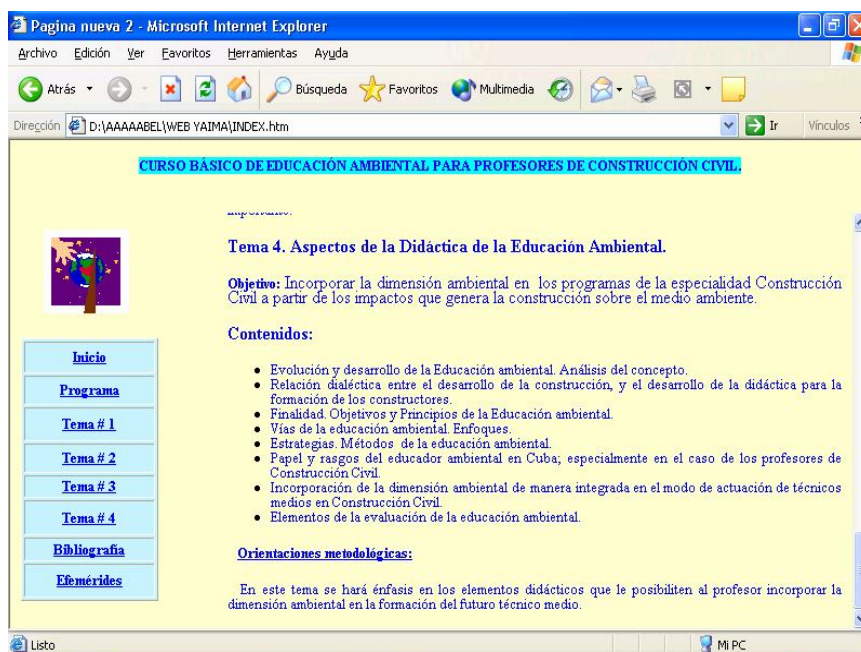 Pagina nueva 2 - Microsoft Internet Explorer
Archivo Edición Ver Favoritos Herramientas Ayuda
Atrás Búsqueda Favoritos Multimedia
Dirección D:\AAAAABEL\WEB YAIMA\INDEX.htm Ir Vínculos
CURSO BÁSICO DE EDUCACIÓN AMBIENTAL PARA PROFESORES DE CONSTRUCCIÓN CIVIL.
Tema 4. Aspectos de la Didáctica de la Educación Ambiental.
Objetivo: Incorporar la dimensión ambiental en los programas de la especialidad Construcción
Civil a partir de los impactos que genera la construcción sobre el medio ambiente.
Contenidos:
Evolución y desarrollo de la Educación ambiental. Análisis del concepto.
Relación dialéctica entre el desarrollo de la construcción, y el desarrollo de la didáctica para la
formación de los constructores.
Finalidad. Objetivos y Principios de la Educación ambiental.
Vías de la educación ambiental. Enfoques.
Estrategias. Métodos de la educación ambiental.
Papel y rasgos del educador ambiental en Cuba; especialmente en el caso de los profesores de
Construcción Civil.
Incorporación de la dimensión ambiental de manera integrada en el modo de actuación de técnicos
medios en Construcción Civil.
Elementos de la evaluación de la educación ambiental.
Orientaciones metodológicas:
En este tema se hará énfasis en los elementos didácticos que le posibiliten al profesor incorporar la
dimensión ambiental en la formación del futuro técnico medio.
Inicio
Programa
Tema # 1
Tema # 2
Tema # 3
Tema # 4
Bibliografía
Efemérides
Listo Mi PC